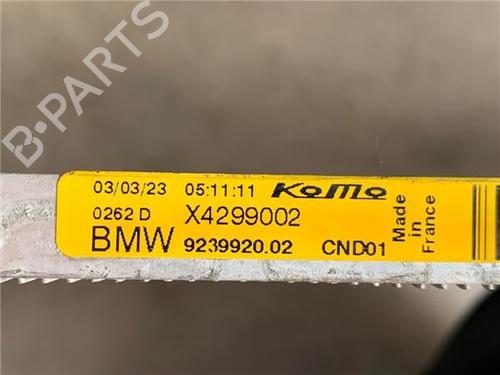 B-PARTS
03/03/23 05:11:11 KoMo
0262 D X4299002
BMW 9239920.02 CND01
Made
in
France